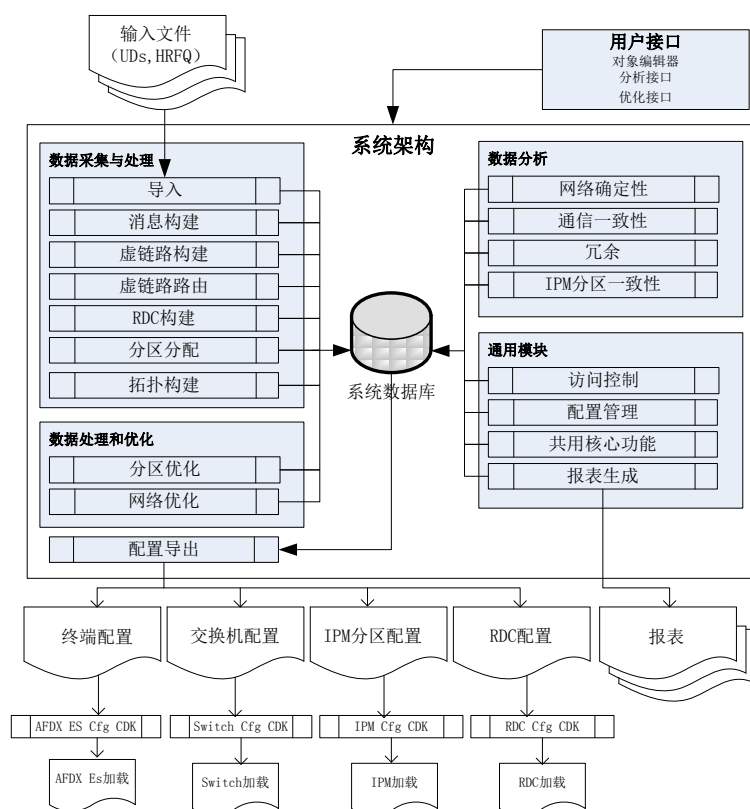 输入文件
（UDs,HRFQ）
用户接口
对象编辑器
分析接口
优化接口
系统架构
数据采集与处理
导入
消息构建
虚链路构建
虚链路路由
RDC构建
分区分配
拓扑构建
数据处理和优化
分区优化
网络优化
配置导出
系统数据库
数据分析
网络确定性
通信一致性
冗余
IPM分区一致性
通用模块
访问控制
配置管理
共用核心功能
报表生成
终端配置
交换机配置
IPM分区配置
RDC配置
报表
AFDX ES Cfg CDK
Switch Cfg CDK
IPM Cfg CDK
RDC Cfg CDK
AFDX Es加载
Switch加载
IPM加载
RDC加载